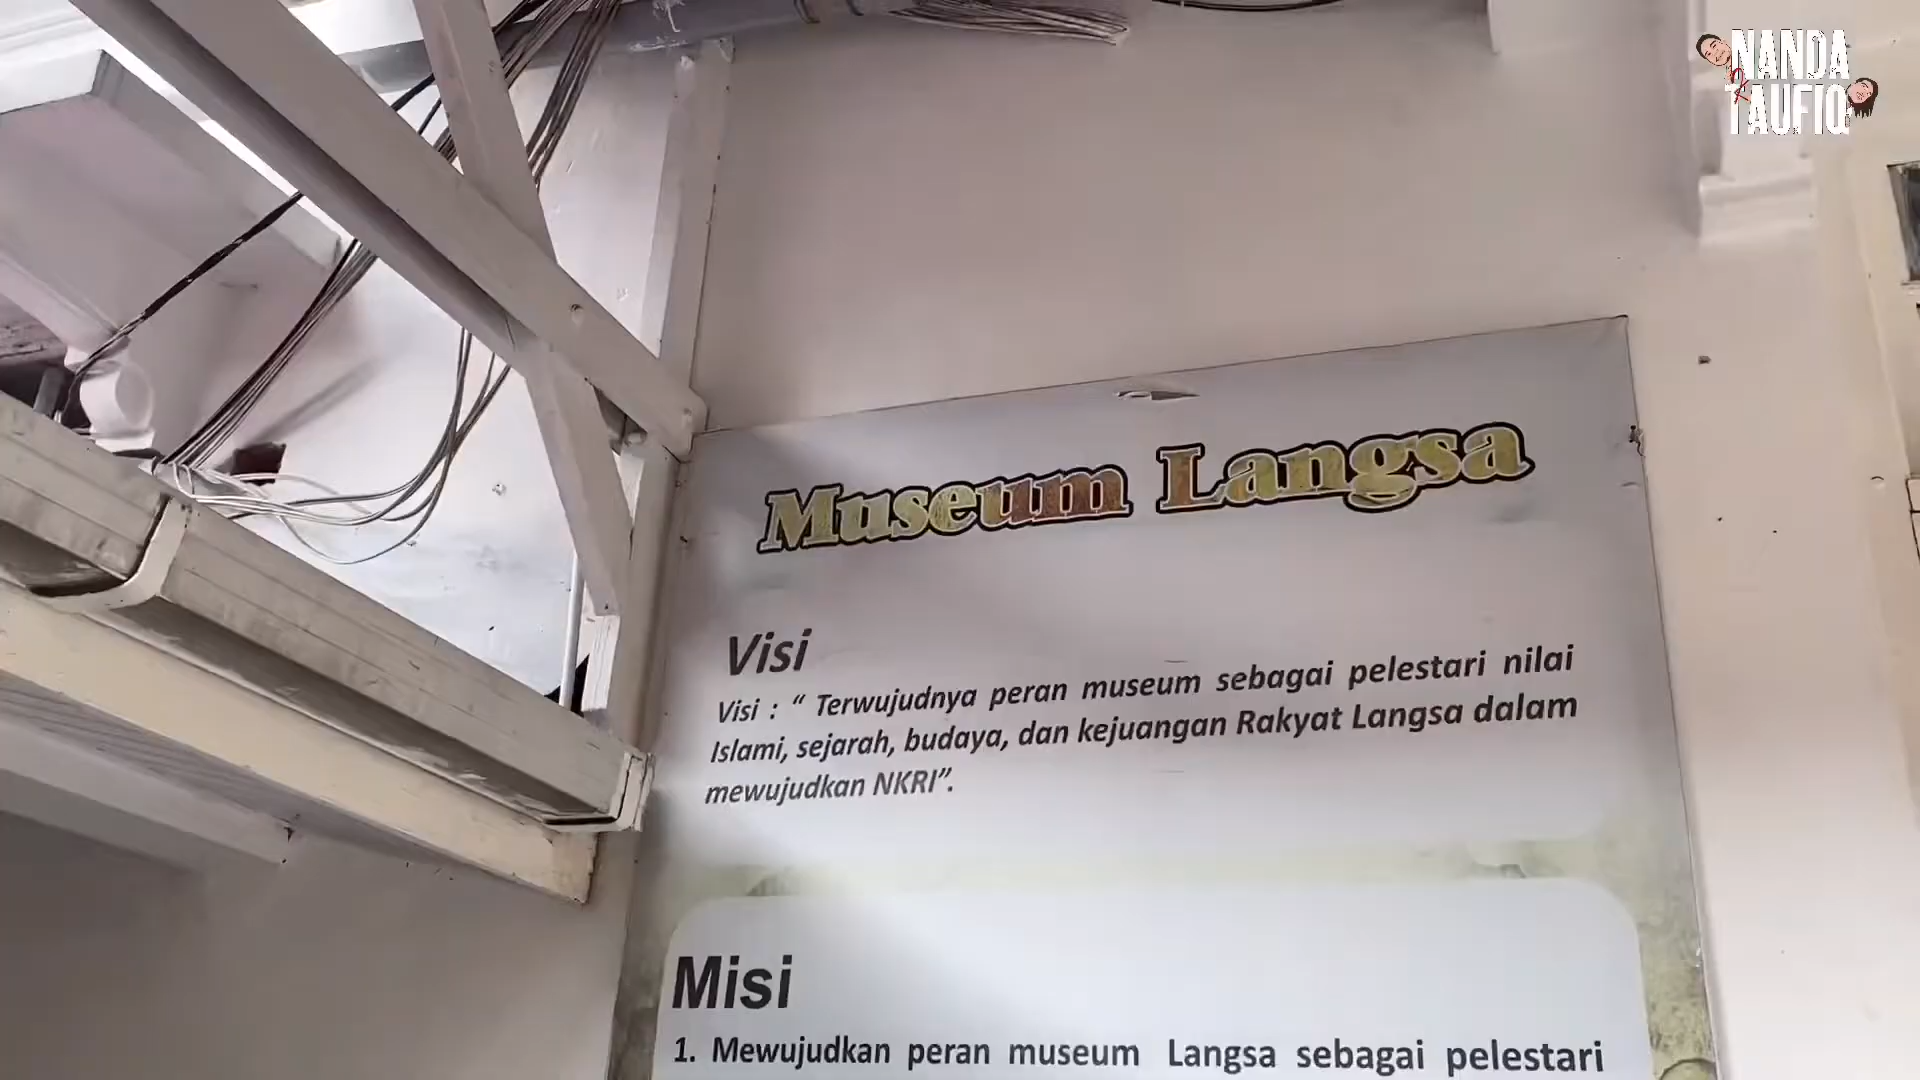 NANDA
&
TAUFIQ
Museum Langsa
Visi
Visi : “ Terwujudnya peran museum sebagai pelestari nilai
Islami, sejarah, budaya, dan kejuangan Rakyat Langsa dalam
mewujudkan NKRI”.
Misi
1. Mewujudkan peran museum Langsa sebagai pelestari